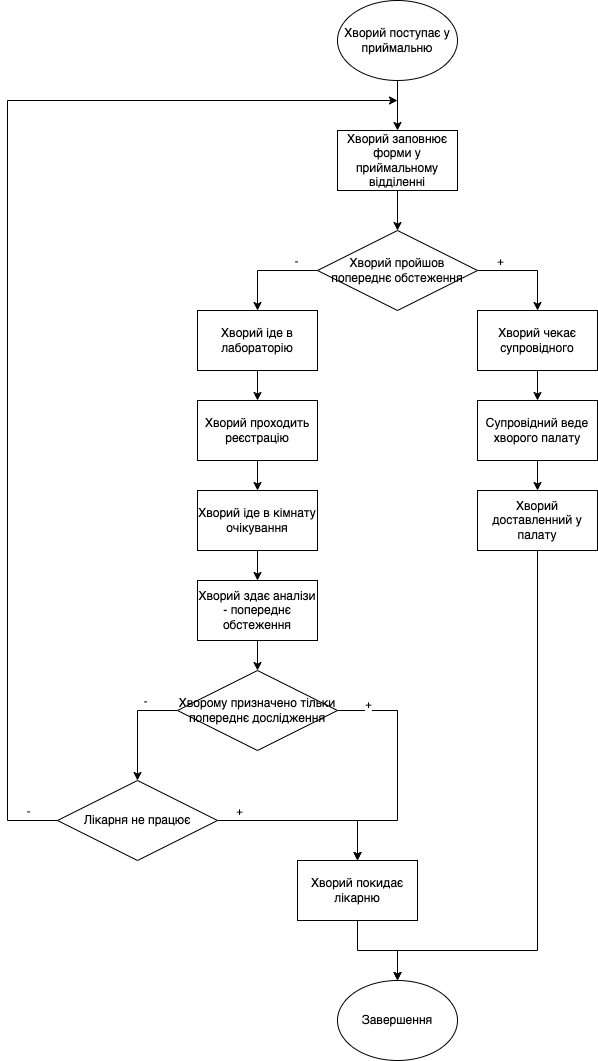 Хворий поступає у
приймальню
Хворий заповнює
форми у
приймальному
відділенні
Хворий пройшов
попереднє обстеження
-
+
Хворий іде в
лабораторію
Хворий чекає
супровідного
Хворий проходить
реєстрацію
Супровідний веде
хворого палату
Хворий іде в кімнату
очікування
Хворий
доставленний у
палату
Хворий здає аналізи
- попереднє
обстеження
Хворому призначено тільки
попереднє дослідження
-
+
Лікарня не працює
-
+
Хворий покидає
лікарню
Завершення